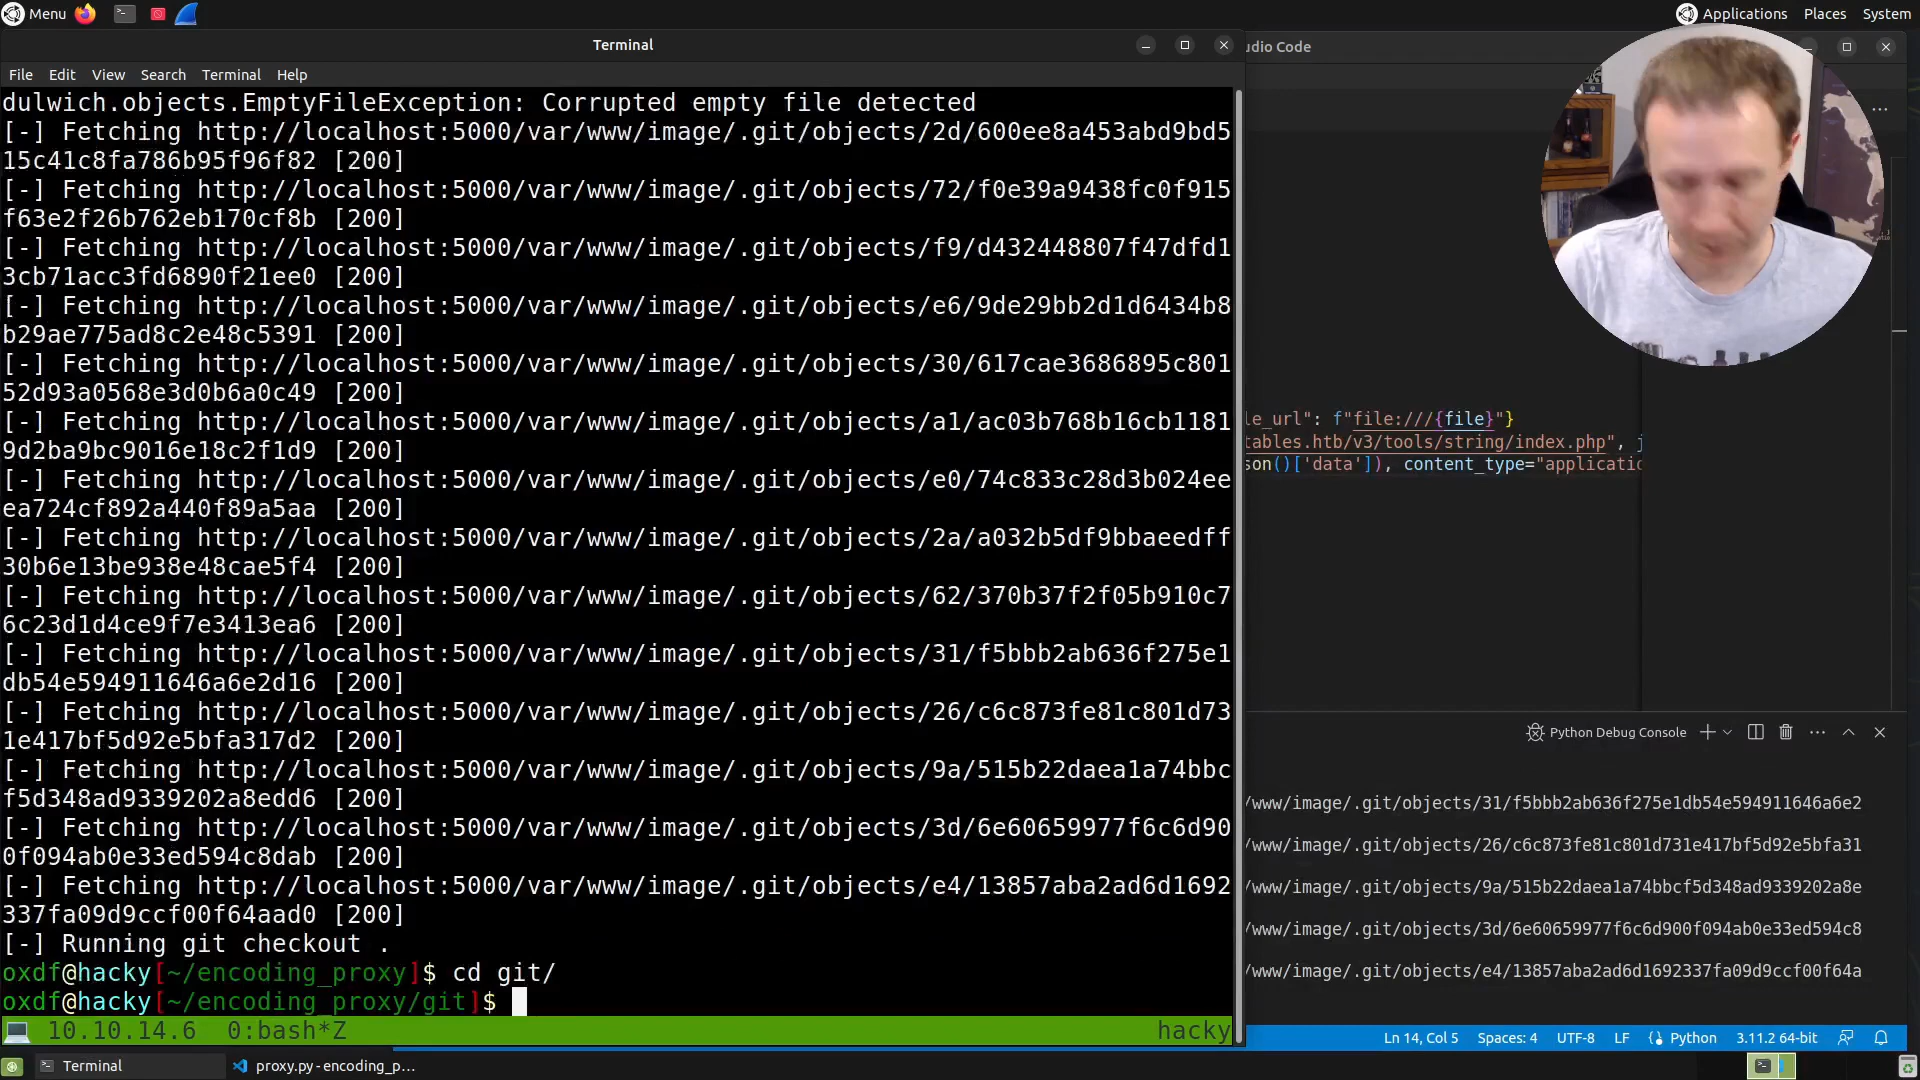 Menu
Applications Places System
Terminal
udio Code
File Edit View Search Terminal Help
dulwich.objects.EmptyFileException: Corrupted empty file detected
[-] Fetching http://localhost:5000/var/www/image/.git/objects/2d/600ee8a453abd9bd5
15c41c8fa786b95f96f82 [200]
[-] Fetching http://localhost:5000/var/www/image/.git/objects/72/f0e39a9438fc0f915
f63e2f26b762eb170cf8b [200]
[-] Fetching http://localhost:5000/var/www/image/.git/objects/f9/d432448807f47dfd1
3cb71acc3fd6890f21ee0 [200]
[-] Fetching http://localhost:5000/var/www/image/.git/objects/e6/9de29bb2d1d6434b8
b29ae775ad8c2e48c5391 [200]
[-] Fetching http://localhost:5000/var/www/image/.git/objects/30/617cae3686895c801
52d93a0568e3d0b6a0c49 [200]
[-] Fetching http://localhost:5000/var/www/image/.git/objects/a1/ac03b768b16cb1181
9d2ba9bc9016e18c2f1d9 [200]
[-] Fetching http://localhost:5000/var/www/image/.git/objects/e0/74c833c28d3b024ee
ea724cf892a440f89a5aa [200]
[-] Fetching http://localhost:5000/var/www/image/.git/objects/2a/a032b5df9bbaeedff
30b6e13be938e48cae5f4 [200]
[-] Fetching http://localhost:5000/var/www/image/.git/objects/62/370b37f2f05b910c7
6c23d1d4ce9f7e3413ea6 [200]
[-] Fetching http://localhost:5000/var/www/image/.git/objects/31/f5bbb2ab636f275e1
db54e594911646a6e2d16 [200]
[-] Fetching http://localhost:5000/var/www/image/.git/objects/26/c6c873fe81c801d73
1e417bf5d92e5bfa317d2 [200]
[-] Fetching http://localhost:5000/var/www/image/.git/objects/9a/515b22daea1a74bbc
f5d348ad9339202a8edd6 [200]
[-] Fetching http://localhost:5000/var/www/image/.git/objects/3d/6e60659977f6c6d90
0f094ab0e33ed594c8dab [200]
[-] Fetching http://localhost:5000/var/www/image/.git/objects/e4/13857aba2ad6d1692
337fa09d9ccf00f64aad0 [200]
[-] Running git checkout .
oxdf@hacky[~/encoding_proxy]$ cd git/
oxdf@hacky[~/encoding_proxy/git]$
10.10.14.6 0:bash*Z hacky
le_url": f"file:///{file}"}
tables.htb/v3/tools/string/index.php", j
son()['data']), content_type="applicatio
Python Debug Console
/www/image/.git/objects/31/f5bbb2ab636f275e1db54e594911646a6e2
/www/image/.git/objects/26/c6c873fe81c801d731e417bf5d92e5bfa31
/www/image/.git/objects/9a/515b22daea1a74bbcf5d348ad9339202a8e
/www/image/.git/objects/3d/6e60659977f6c6d900f094ab0e33ed594c8
/www/image/.git/objects/e4/13857aba2ad6d1692337fa09d9ccf00f64a
Ln 14, Col 5 Spaces: 4 UTF-8 LF Python 3.11.2 64-bit
Terminal
proxy.py - encoding_p...